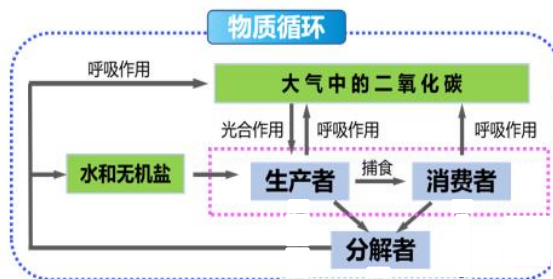 物质循环
呼吸作用
大气中的二氧化碳
光合作用
呼吸作用
呼吸作用
水和无机盐
生产者
捕食
消费者
分解者